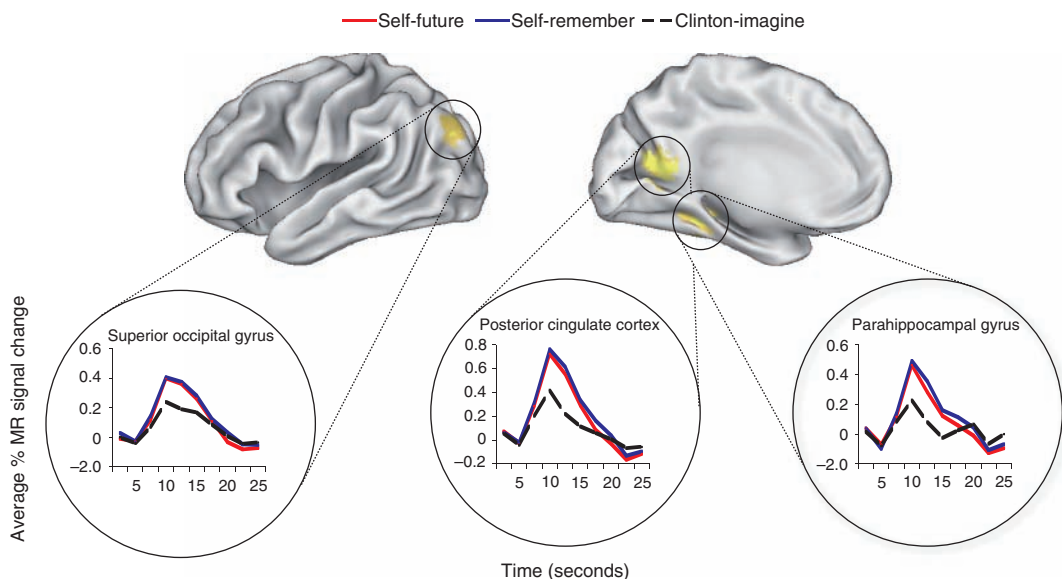 Self-future Self-remember Clinton-imagine
Average % MR signal change
Superior occipital gyrus
0.6
0.4
0.2
0
–2.0
5 10 15 20 25
Posterior cingulate cortex
0.8
0.6
0.4
0.2
0
–0.2
5 10 15 20 25
Parahippocampal gyrus
0.6
0.4
0.2
0
–2.0
5 10 15 20 25
Time (seconds)